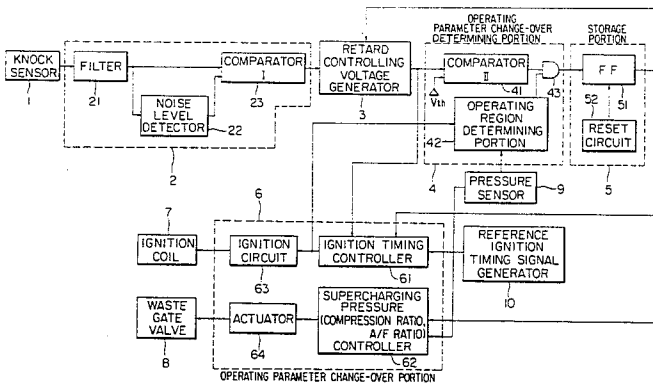 OPERATING
PARAMETER CHANGE-OVER
DETERMINING PORTION
STORAGE
PORTION
KNOCK
SENSOR
1
FILTER
21
NOISE
LEVEL
DETECTOR
22
COMPARATOR
I
23
2
RETARD
CONTROLLING
VOLTAGE
GENERATOR
3
COMPARATOR
II
41
Vth
43
OPERATING
REGION
DETERMINING
PORTION
42
4
FF
51
52
RESET
CIRCUIT
5
PRESSURE
SENSOR
9
6
7
IGNITION
COIL
IGNITION
CIRCUIT
63
IGNITION TIMING
CONTROLLER
61
REFERENCE
IGNITION
TIMING SIGNAL
GENERATOR
10
WASTE
GATE
VALVE
8
ACTUATOR
64
SUPERCHARGING
PRESSURE
(COMPRESSION RATIO,
A/F RATIO)
CONTROLLER
62
OPERATING PARAMETER CHANGE-OVER PORTION